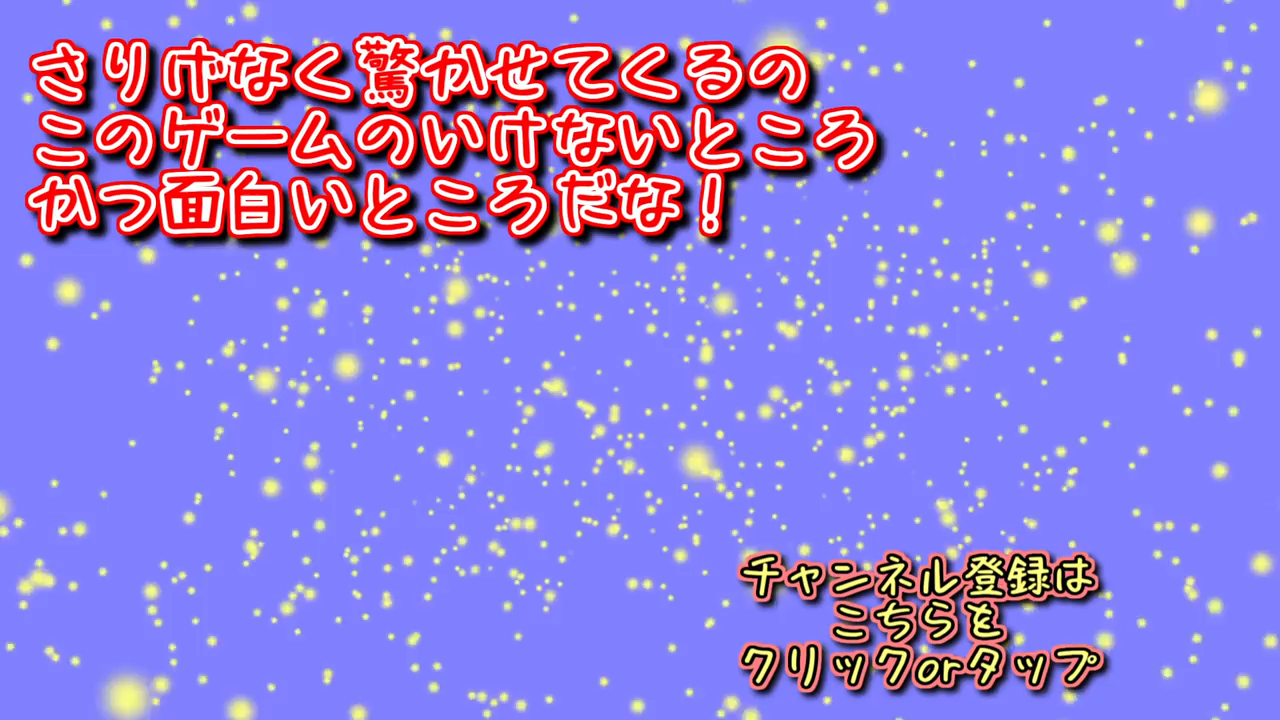 さりげなく驚かせてくるの
このゲームのいけないところ
かつ面白いところだな！
チャンネル登録は
こちらを
クリックorタップ